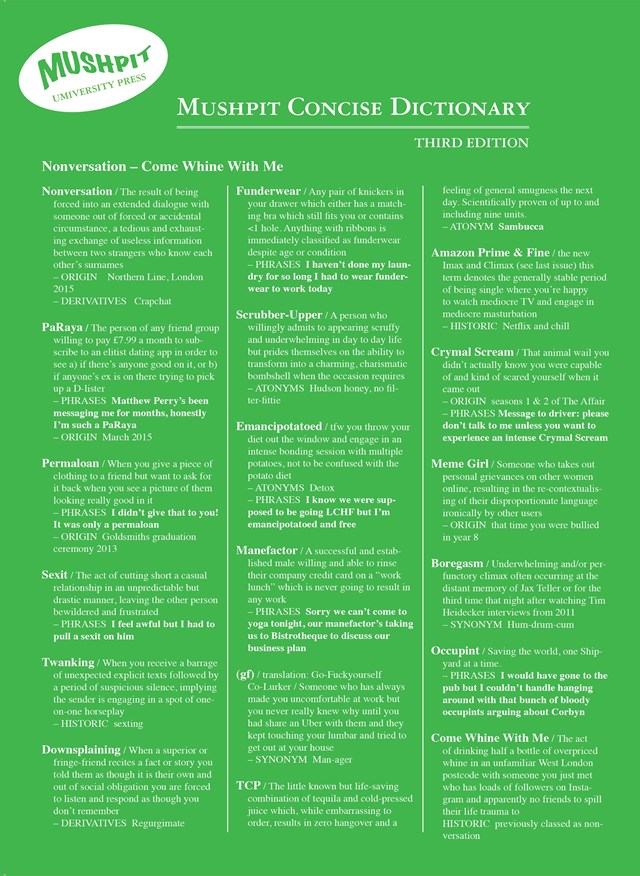 MUSHPIT
UMIVERSITY PRESS
MUSHPIT CONCISE DICTIONARY
THIRD EDITION
Nonversation – Come Whine With Me
Nonversation / The result of being
forced into an extended dialogue with
someone out of forced or accidental
circumstance, a tedious and exhaust-
ing exchange of useless information
between two strangers who know each
other's surnames
– ORIGIN Northern Line, London
2015
– DERIVATIVES Crapchat
PaRaya / The person of any friend group
willing to pay £7.99 a month to sub-
scribe to an elitist dating app in order to
see a) if there's anyone good on it, or b)
if anyone's ex is on there trying to pick
up a D-lister
– PHRASES Matthew Perry's been
messaging me for months, honestly
I'm such a PaRaya
– ORIGIN March 2015
Permaloan / When you give a piece of
clothing to a friend but want to ask for
it back when you see a picture of them
looking really good in it
– PHRASES I didn't give that to you!
It was only a permaloan
– ORIGIN Goldsmiths graduation
ceremony 2013
Sexit / The act of cutting short a casual
relationship in an unpredictable but
drastic manner, leaving the other person
bewildered and frustrated
– PHRASES I feel awful but I had to
pull a sexit on him
Twanking / When you receive a barrage
of unexpected explicit texts followed by
a period of suspicious silence, implying
the sender is engaging in a spot of one-
on-one horseplay
– HISTORIC sexting
Downsplaining / When a superior or
fringe-friend recites a fact or story you
told them as though it is their own and
out of social obligation you are forced
to listen and respond as though you
don't remember
– DERIVATIVES Regurgimate
Funderwear / Any pair of knickers in
your drawer which either has a match-
ing bra which still fits you or contains
<1 hole. Anything with ribbons is
immediately classified as funderwear
despite age or condition
– PHRASES I haven't done my laun-
dry for so long I had to wear funder-
wear to work today
Scrubber-Upper / A person who
willingly admits to appearing scruffy
and underwhelming in day to day life
but prides themselves on the ability to
transform into a charming, charismatic
bombshell when the occasion requires
– ATONYMS Hudson honey, no fil-
ter-fittie
Emancipotatoed / tfw you throw your
diet out the window and engage in an
intense bonding session with multiple
potatoes, not to be confused with the
potato diet
– ATONYMS Detox
– PHRASES I know we were sup-
posed to be going LCHF but I'm
emancipotatoed and free
Manefactor / A successful and estab-
lished male willing and able to rinse
their company credit card on a "work
lunch" which is never going to result in
any work
– PHRASES Sorry we can't come to
yoga tonight, our manefactor's taking
us to Bistrotheque to discuss our
business plan
(gf) / translation: Go-Fuckyourself
Co-Lurker / Someone who has always
made you uncomfortable at work but
you never really knew why until you
had share an Uber with them and they
kept touching your lumbar and tried to
get out at your house
– SYNONYM Man-ager
TCP / The little known but life-saving
combination of tequila and cold-pressed
juice which, while embarrassing to
order, results in zero hangover and a
feeling of general smugness the next
day. Scientifically proven of up to and
including nine units.
– ATONYM Sambucca
Amazon Prime & Fine / the new
Imax and Climax (see last issue) this
term denotes the generally stable period
of being single where you're happy
to watch mediocre TV and engage in
mediocre masturbation
– HISTORIC Netflix and chill
Crymal Scream / That animal wail you
didn't actually know you were capable
of and kind of scared yourself when it
came out
– ORIGIN seasons 1 & 2 of The Affair
– PHRASES Message to driver: please
don't talk to me unless you want to
experience an intense Crymal Scream
Meme Girl / Someone who takes out
personal grievances on other women
online, resulting in the re-contextualis-
ing of their disproportionate language
ironically by other users
– ORIGIN that time you were bullied
in year 8
Boregasm / Underwhelming and/or per-
functory climax often occurring at the
distant memory of Jax Teller or for the
third time that night after watching Tim
Heidecker interviews from 2011
– SYNONYM Hum-drum-cum
Occupint / Saving the world, one Ship-
yard at a time.
– PHRASES I would have gone to the
pub but I couldn't handle hanging
around with that bunch of bloody
occupints arguing about Corbyn
Come Whine With Me / The act
of drinking half a bottle of overpriced
whine in an unfamiliar West London
postcode with someone you just met
who has loads of followers on Insta-
gram and apparently no friends to spill
their life trauma to
HISTORIC previously classed as non-
versation